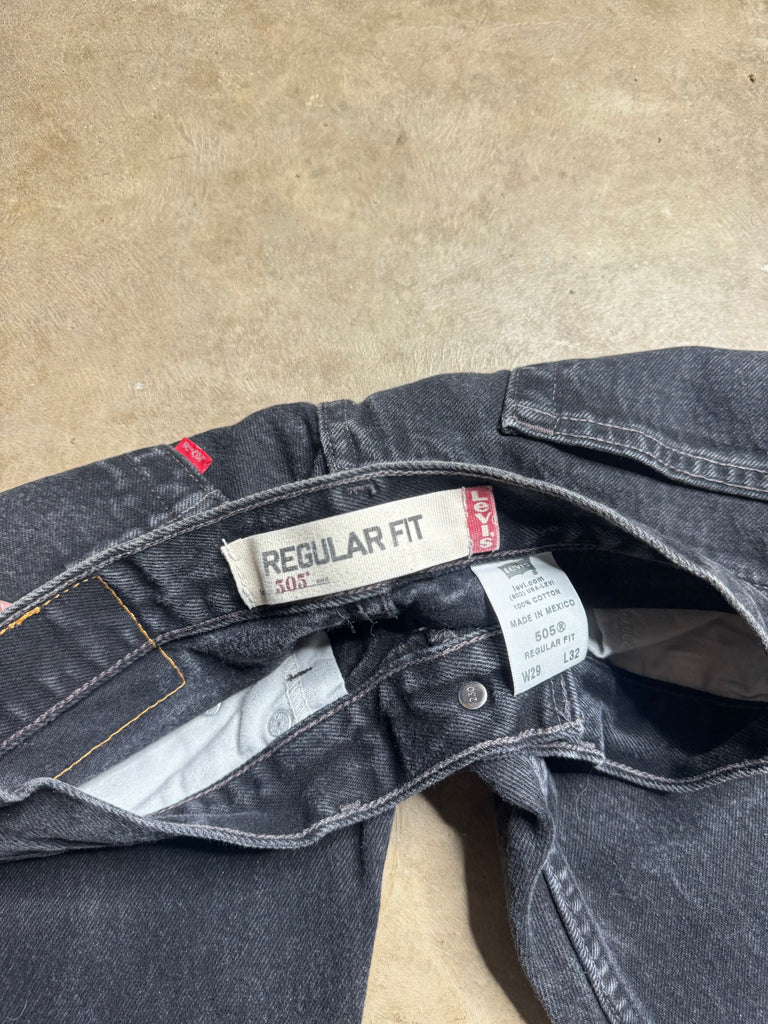 REGULAR FIT
505®
LEVI'S
levi.com
(800) USA-LEVI
100% COTTON
MADE IN MEXICO
505®
REGULAR FIT
W29 L32